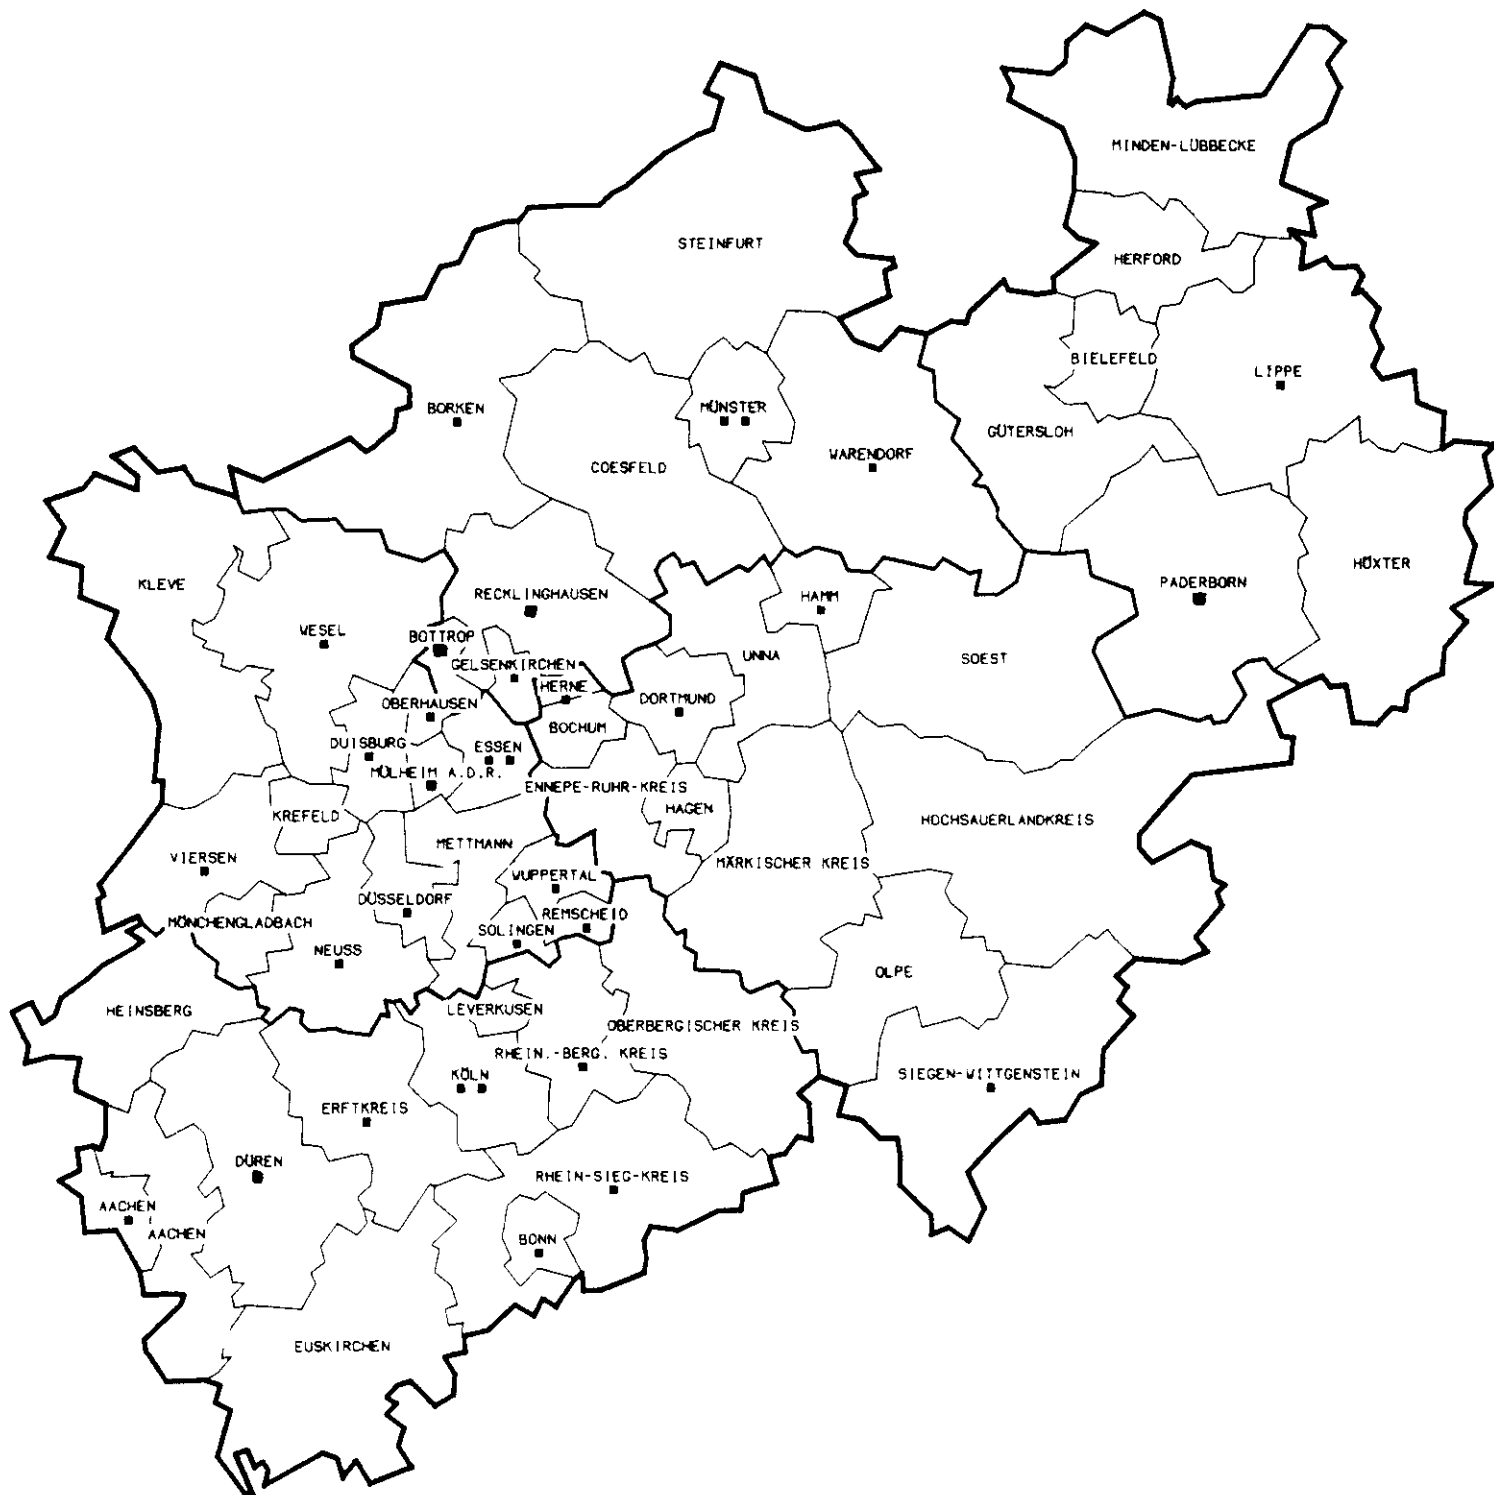 MINDEN-LÜBBECKE
STEINFURT
HERFORD
BIELEFELD
LIPPE
BORKEN
MÜNSTER
GÜTERSLOH
WARENDORF
COESFELD
HÖXTER
KLEVE
PADERBORN
RECKLINGHAUSEN
HAMM
WESEL
BOTTROP
UNNA
SOEST
GELSENKIRCHEN
HERNE
OBERHAUSEN
DORTMUND
BOCHUM
DUISBURG
ESSEN
MÜLHEIM A.D.R.
ENNEPE-RUHR-KREIS
KREFELD
HAGEN
HOCHSAUERLANDKREIS
METTMANN
VIERSEN
MÄRKISCHER KREIS
WUPPERTAL
DÜSSELDORF
REMSCHEID
MÖNCHENGLADBACH
SOLINGEN
NEUSS
OLPE
HEINSBERG
LEVERKUSEN
OBERBERGISCHER KREIS
RHEIN.-BERG. KREIS
KÖLN
SIEGEN-WITTGENSTEIN
ERFTKREIS
DÜREN
RHEIN-SIEG-KREIS
AACHEN
AACHEN
BONN
EUSKIRCHEN